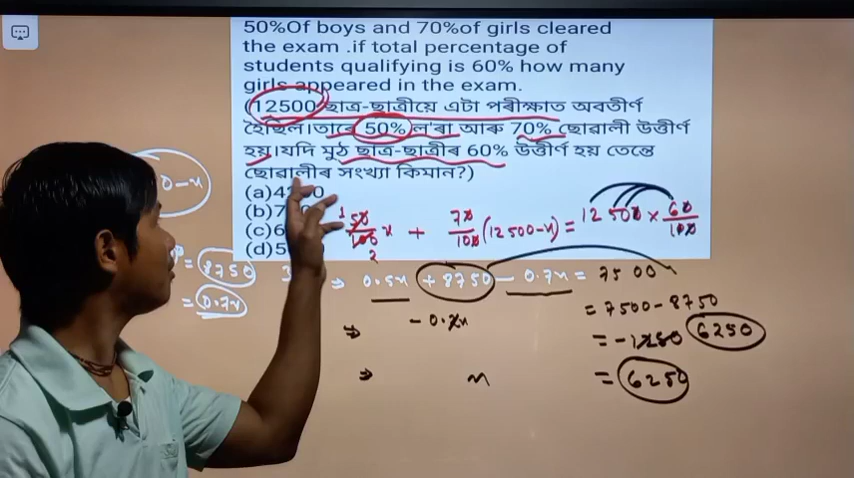 50%Of boys and 70%of girls cleared
the exam .if total percentage of
students qualifying is 60% how many
girls appeared in the exam.
(12500 ছাত্ৰ-ছাত্ৰীয়ে এটা পৰীক্ষাত অৱতীৰ্ণ
হৈছিল।তাৰে 50% ল'ৰা আৰু 70% ছোৱালী উত্তীৰ্ণ
হয়।যদি মুঠ ছাত্ৰ-ছাত্ৰীৰ 60% উত্তীৰ্ণ হয় তেন্তে
ছোৱালীৰ সংখ্যা কিমান?)
(a)
(b)7
(c)6
(d)5
50/100 x + 70/100 (12500-x) = 12500 × 60/100
= 8750
⇒ 0.5x + 8750 - 0.7x = 7500
= 0.7x
= 7500-8750
⇒ - 0.2x
= -1250 6250
⇒ x = 6250